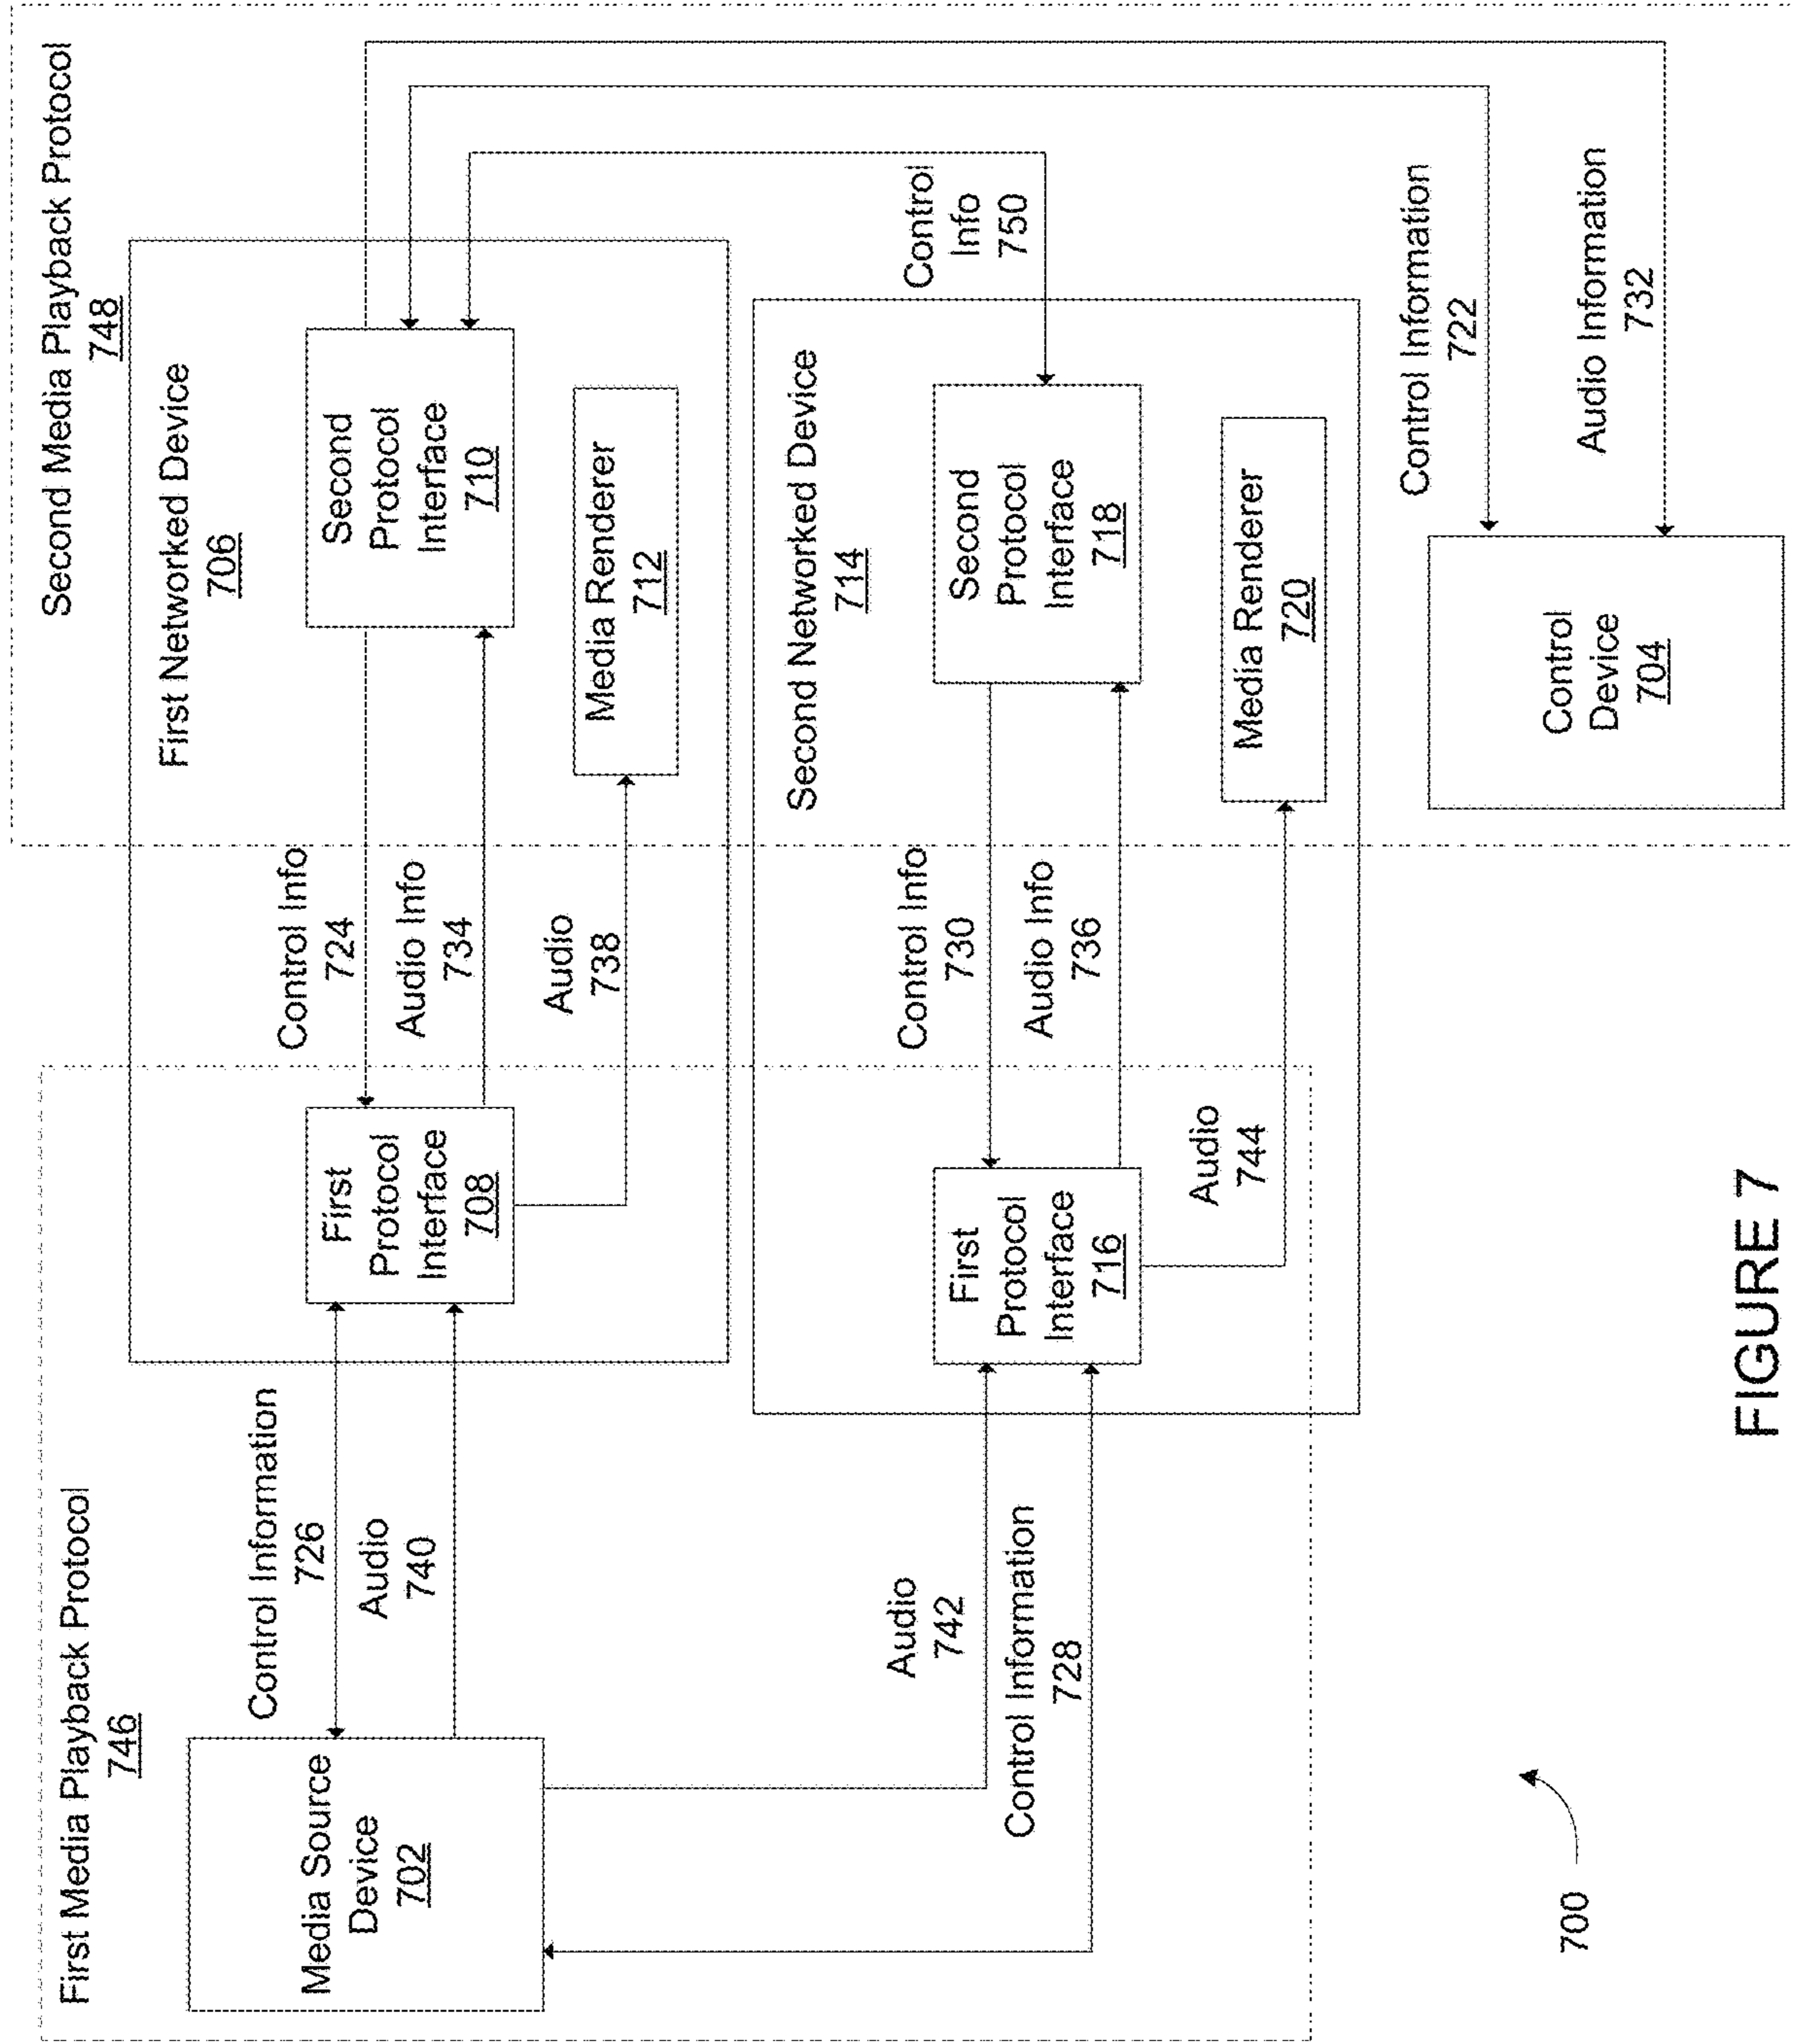 First Media Playback Protocol
746
Second Media Playback Protocol
748
First Networked Device
706
Media Source
Device
702
Control Information
726
Audio
740
First
Protocol
Interface
708
Control Info
724
Audio Info
734
Audio
738
Second
Protocol
Interface
710
Media Renderer
712
Second Networked Device
714
Audio
742
Control Information
728
First
Protocol
Interface
716
Control Info
730
Audio Info
736
Audio
744
Second
Protocol
Interface
718
Media Renderer
720
Control
Info
750
Control Information
722
Audio Information
732
Control
Device
704
700
FIGURE 7